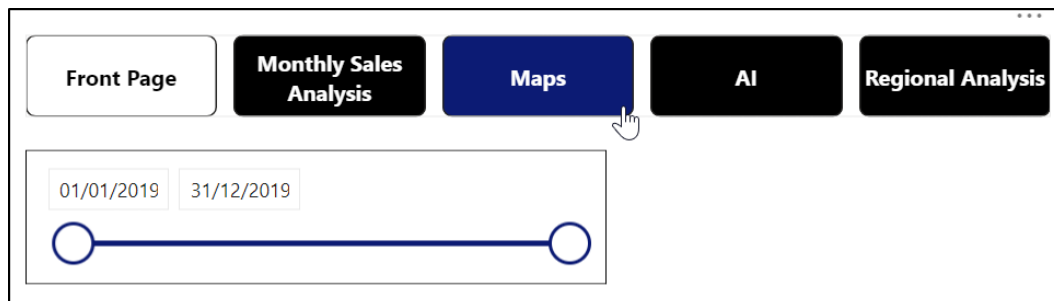 Front Page
Monthly Sales
Analysis
Maps
AI
Regional Analysis
01/01/2019 31/12/2019